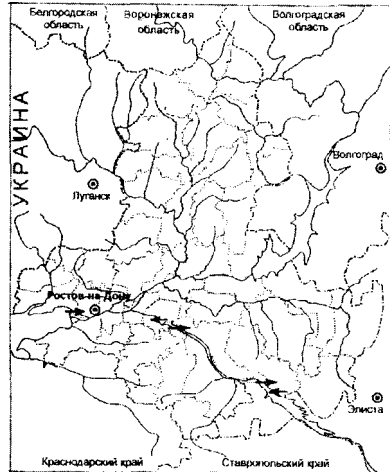 Белгородская
область
Воронежская
область
Волгоградская
область
УКРАИНА
Волгоград
Луганск
Ростов-на-Дону
Элиста
Краснодарский край
Ставропольский край